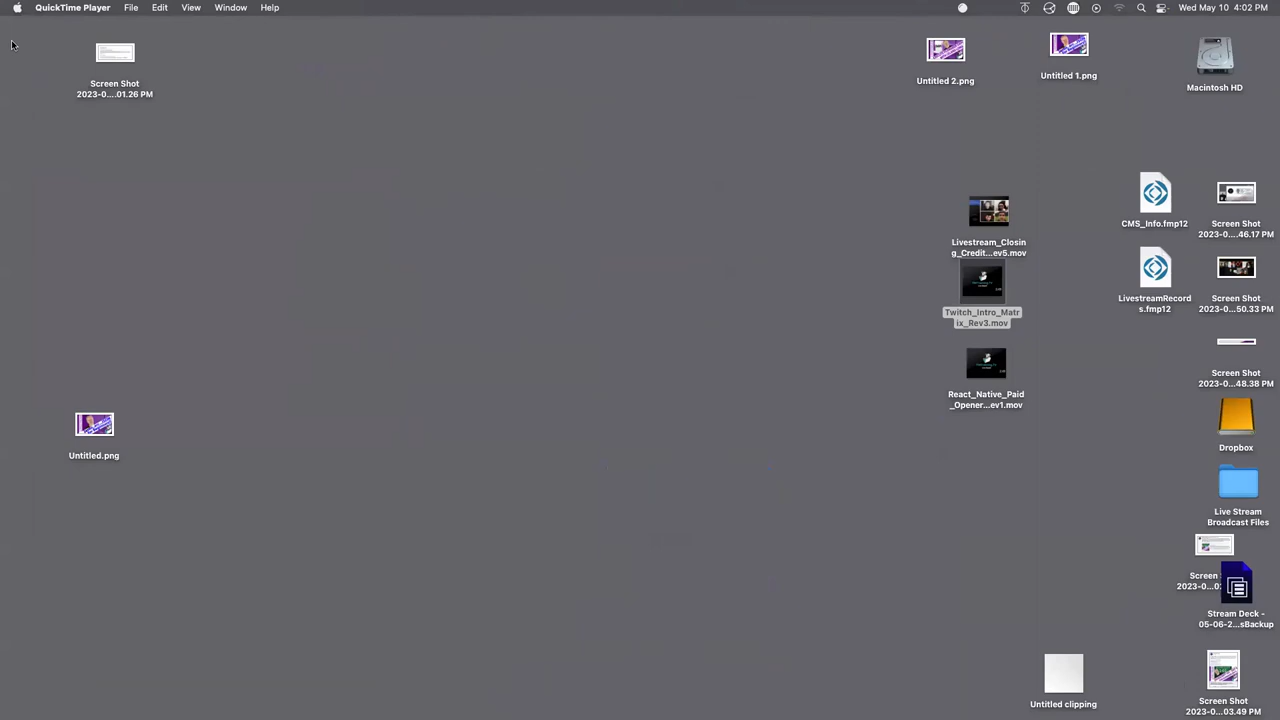 QuickTime Player File Edit View Window Help
Wed May 10 4:02 PM
Screen Shot
2023-0....01.26 PM
Untitled 2.png
Untitled 1.png
Macintosh HD
Livestream_Closin
g_Credit...ev5.mov
CMS_Info.fmp12
Screen Shot
2023-0....46.17 PM
Twitch_Intro_Matr
ix_Rev3.mov
LivestreamRecord
s.fmp12
Screen Shot
2023-0....50.33 PM
React_Native_Paid
_Opener...ev1.mov
Screen Shot
2023-0....48.38 PM
Untitled.png
Dropbox
Live Stream
Broadcast Files
Screen
2023-0...
Stream Deck -
05-06-2...sBackup
Untitled clipping
Screen Shot
2023-0....03.49 PM